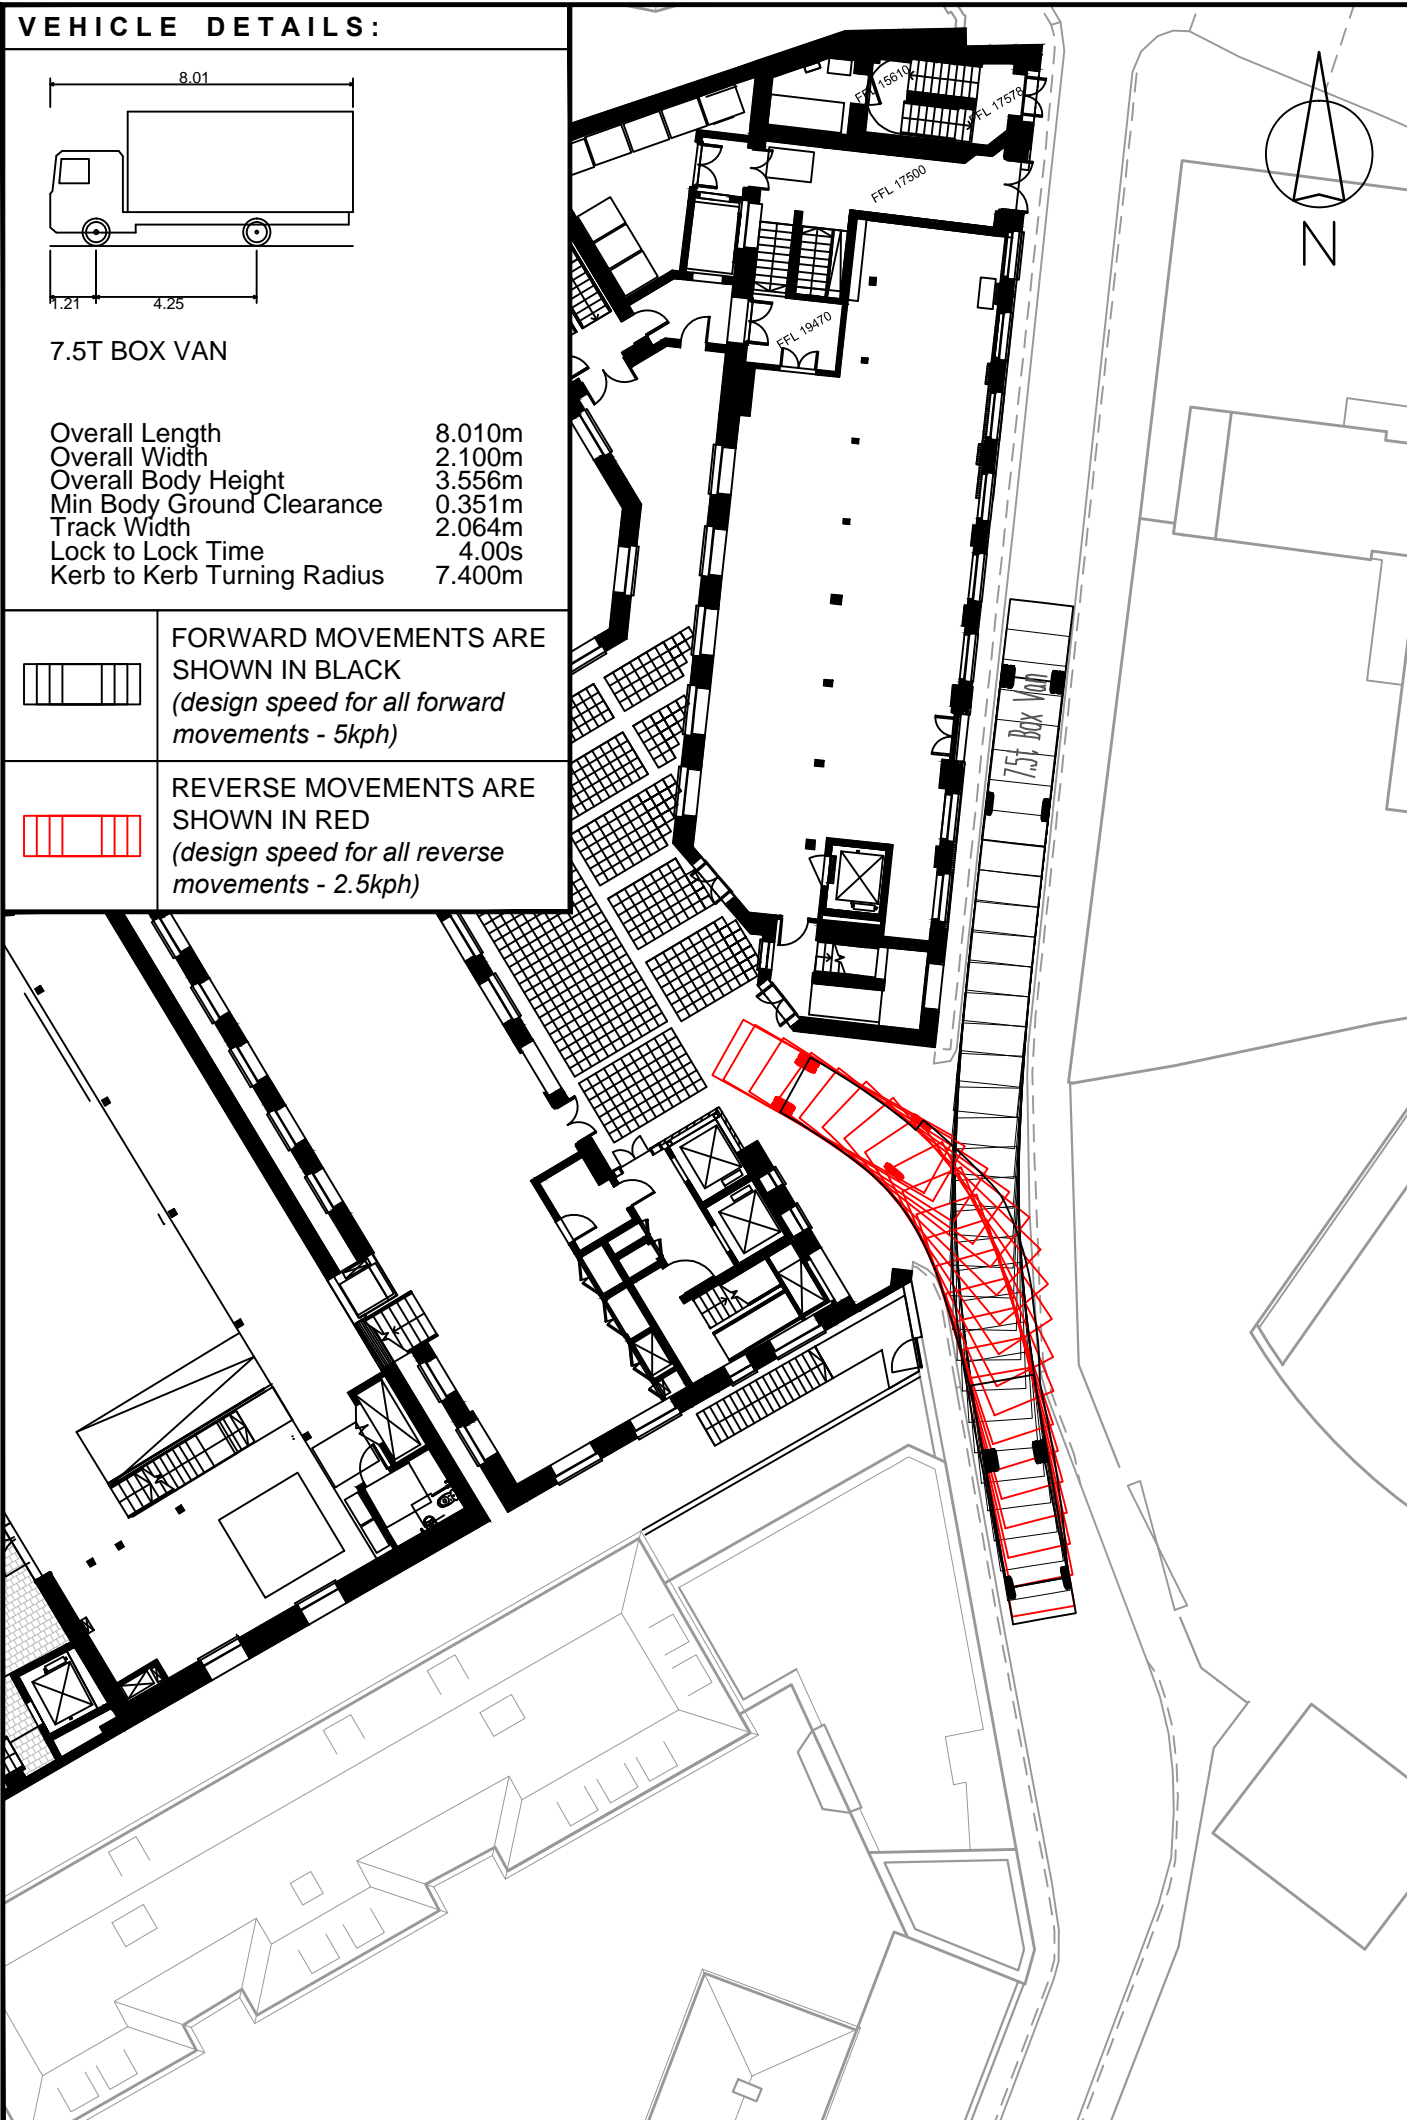 VEHICLE DETAILS:
8.01
1.21
4.25
7.5T BOX VAN
Overall Length 8.010m
Overall Width 2.100m
Overall Body Height 3.556m
Min Body Ground Clearance 0.351m
Track Width 2.064m
Lock to Lock Time 4.00s
Kerb to Kerb Turning Radius 7.400m
FORWARD MOVEMENTS ARE
SHOWN IN BLACK
(design speed for all forward
movements - 5kph)
REVERSE MOVEMENTS ARE
SHOWN IN RED
(design speed for all reverse
movements - 2.5kph)
FFL 15610
FFL 17578
FFL 17500
FFL 19470
N
7.5t Box Van